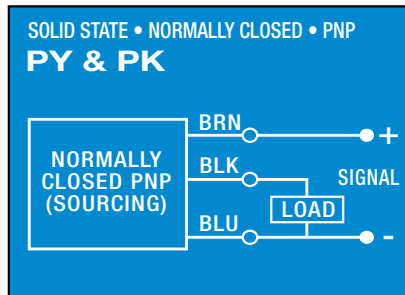 SOLID STATE • NORMALLY CLOSED • PNP
PY & PK
BRN
+
NORMALLY
CLOSED PNP
(SOURCING)
BLK
SIGNAL
LOAD
BLU
-